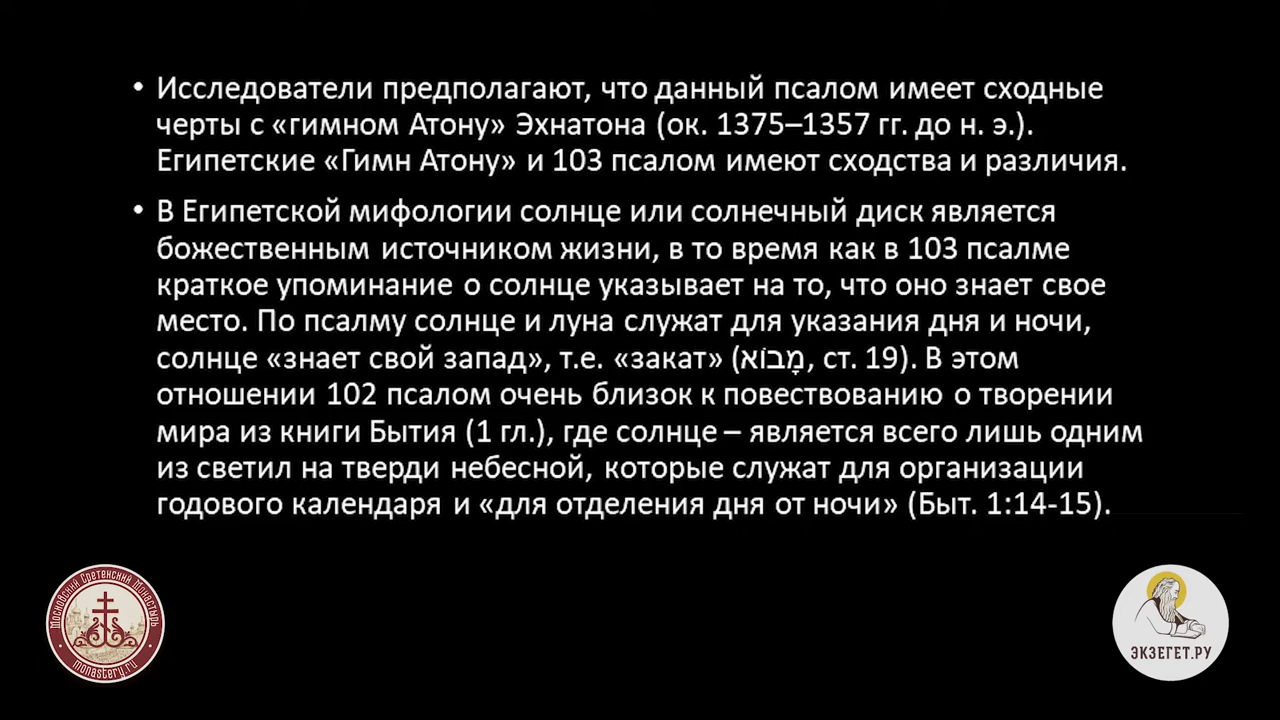 • Исследователи предполагают, что данный псалом имеет сходные
черты с «гимном Атону» Эхнатона (ок. 1375–1357 гг. до н. э.).
Египетские «Гимн Атону» и 103 псалом имеют сходства и различия.
• В Египетской мифологии солнце или солнечный диск является
божественным источником жизни, в то время как в 103 псалме
краткое упоминание о солнце указывает на то, что оно знает свое
место. По псалму солнце и луна служат для указания дня и ночи,
солнце «знает свой запад», т.е. «закат» (מָבוֹא, ст. 19). В этом
отношении 102 псалом очень близок к повествованию о творении
мира из книги Бытия (1 гл.), где солнце – является всего лишь одним
из светил на тверди небесной, которые служат для организации
годового календаря и «для отделения дня от ночи» (Быт. 1:14-15).
Московский Сретенский Монастырь
monastery.ru
ЭКЗЕГЕТ.РУ